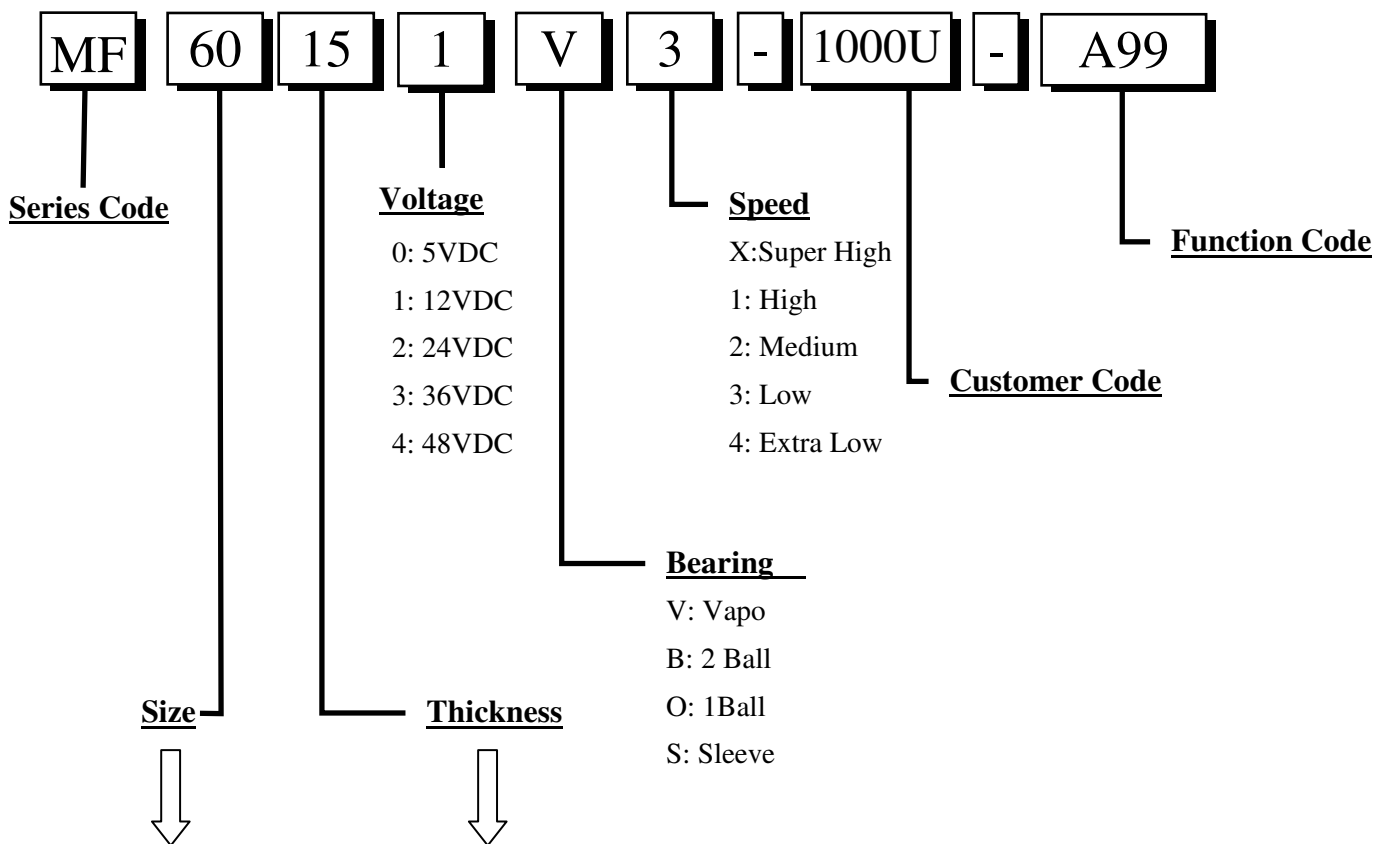 MF 60 15 1 V 3 - 1000U - A99
Series Code
Voltage
0: 5VDC
1: 12VDC
2: 24VDC
3: 36VDC
4: 48VDC
Speed
X:Super High
1: High
2: Medium
3: Low
4: Extra Low
Function Code
Customer Code
Bearing
V: Vapo
B: 2 Ball
O: 1Ball
S: Sleeve
Size
Thickness